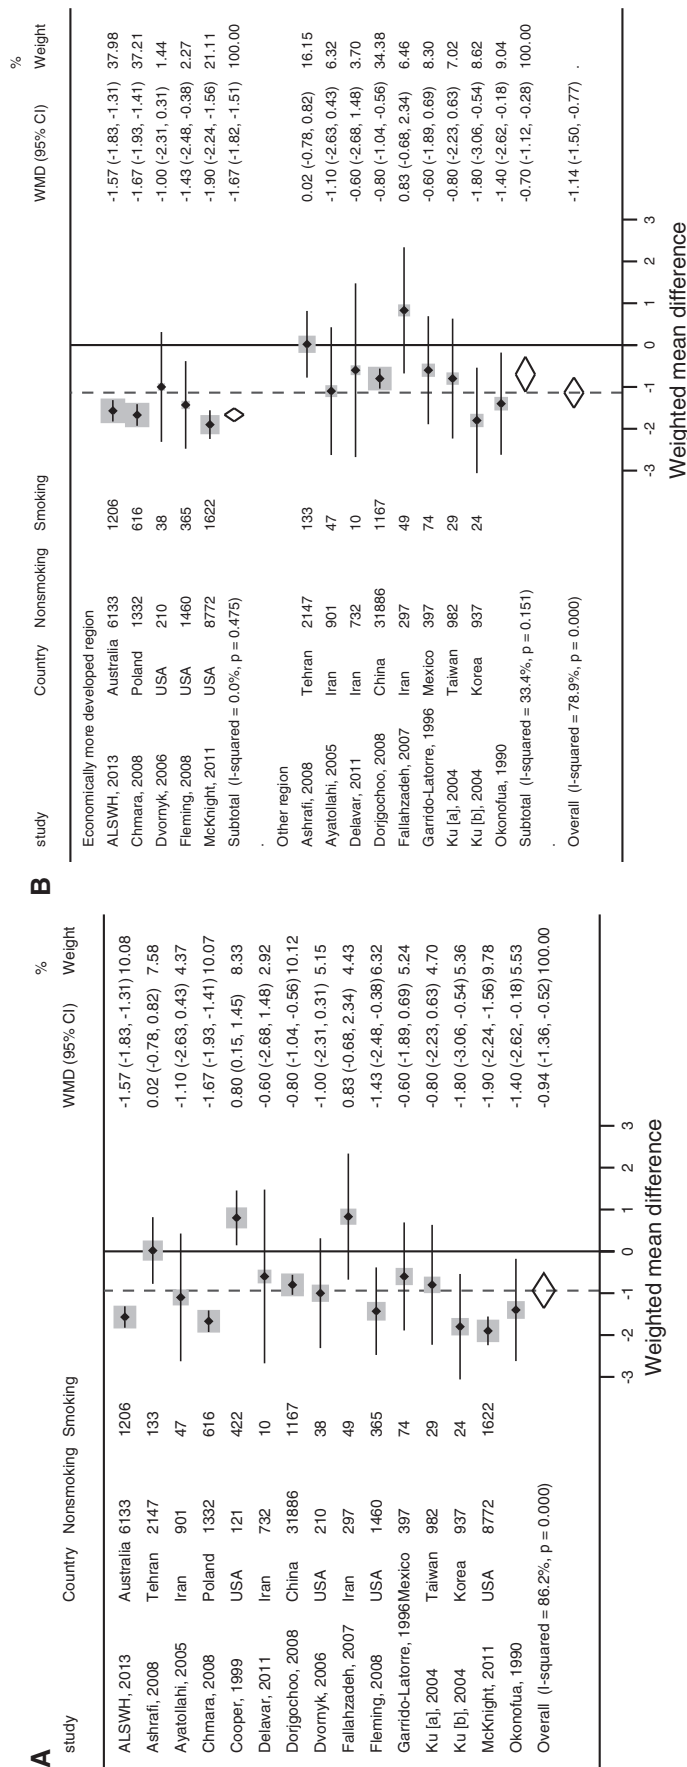 A
study Country Nonsmoking Smoking WMD (95% CI) % Weight
ALSWH, 2013 Australia 6133 1206 -1.57 (-1.83, -1.31) 10.08
Ashrafi, 2008 Tehran 2147 133 0.02 (-0.78, 0.82) 7.58
Ayatollahi, 2005 Iran 901 47 -1.10 (-2.63, 0.43) 4.37
Chmara, 2008 Poland 1332 616 -1.67 (-1.93, -1.41) 10.07
Cooper, 1999 USA 121 422 0.80 (0.15, 1.45) 8.33
Delavar, 2011 Iran 732 10 -0.60 (-2.68, 1.48) 2.92
Dorjgochoo, 2008 China 31886 1167 -0.80 (-1.04, -0.56) 10.12
Dvornyk, 2006 USA 210 38 -1.00 (-2.31, 0.31) 5.15
Fallahzadeh, 2007 Iran 297 49 0.83 (-0.68, 2.34) 4.43
Fleming, 2008 USA 1460 365 -1.43 (-2.48, -0.38) 6.32
Garrido-Latorre, 1996 Mexico 397 74 -0.60 (-1.89, 0.69) 5.24
Ku [a], 2004 Taiwan 982 29 -0.80 (-2.23, 0.63) 4.70
Ku [b], 2004 Korea 937 24 -1.80 (-3.06, -0.54) 5.36
McKnight, 2011 USA 8772 1622 -1.90 (-2.24, -1.56) 9.78
Okonofua, 1990 -1.40 (-2.62, -0.18) 5.53
Overall (I-squared = 86.2%, p = 0.000) -0.94 (-1.36, -0.52) 100.00
-3 -2 -1 0 1 2 3
Weighted mean difference
B
study Country Nonsmoking Smoking WMD (95% CI) % Weight
Economically more developed region
ALSWH, 2013 Australia 6133 1206 -1.57 (-1.83, -1.31) 37.98
Chmara, 2008 Poland 1332 616 -1.67 (-1.93, -1.41) 37.21
Dvornyk, 2006 USA 210 38 -1.00 (-2.31, 0.31) 1.44
Fleming, 2008 USA 1460 365 -1.43 (-2.48, -0.38) 2.27
McKnight, 2011 USA 8772 1622 -1.90 (-2.24, -1.56) 21.11
Subtotal (I-squared = 0.0%, p = 0.475) -1.67 (-1.82, -1.51) 100.00
.
Other region
Ashrafi, 2008 Tehran 2147 133 0.02 (-0.78, 0.82) 16.15
Ayatollahi, 2005 Iran 901 47 -1.10 (-2.63, 0.43) 6.32
Delavar, 2011 Iran 732 10 -0.60 (-2.68, 1.48) 3.70
Dorjgochoo, 2008 China 31886 1167 -0.80 (-1.04, -0.56) 34.38
Fallahzadeh, 2007 Iran 297 49 0.83 (-0.68, 2.34) 6.46
Garrido-Latorre, 1996 Mexico 397 74 -0.60 (-1.89, 0.69) 8.30
Ku [a], 2004 Taiwan 982 29 -0.80 (-2.23, 0.63) 7.02
Ku [b], 2004 Korea 937 24 -1.80 (-3.06, -0.54) 8.62
Okonofua, 1990 -1.40 (-2.62, -0.18) 9.04
Subtotal (I-squared = 33.4%, p = 0.151) -0.70 (-1.12, -0.28) 100.00
.
Overall (I-squared = 78.9%, p = 0.000) -1.14 (-1.50, -0.77) .
-3 -2 -1 0 1 2 3
Weighted mean difference